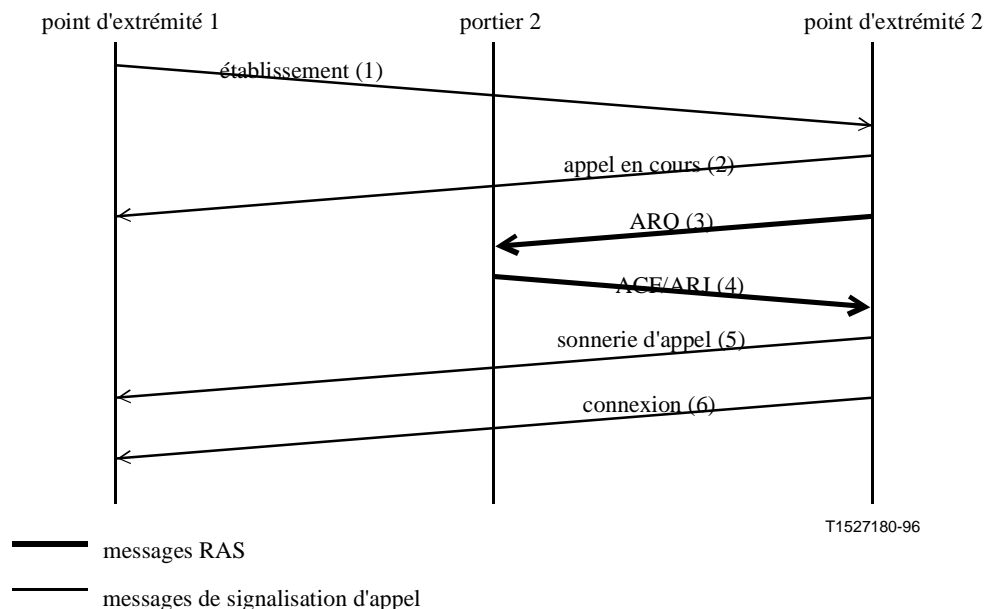 point d'extrémité 1
portier 2
point d'extrémité 2
établissement (1)
appel en cours (2)
ARQ (3)
ACF/ARJ (4)
sonnerie d'appel (5)
connexion (6)
T1527180-96
messages RAS
messages de signalisation d'appel